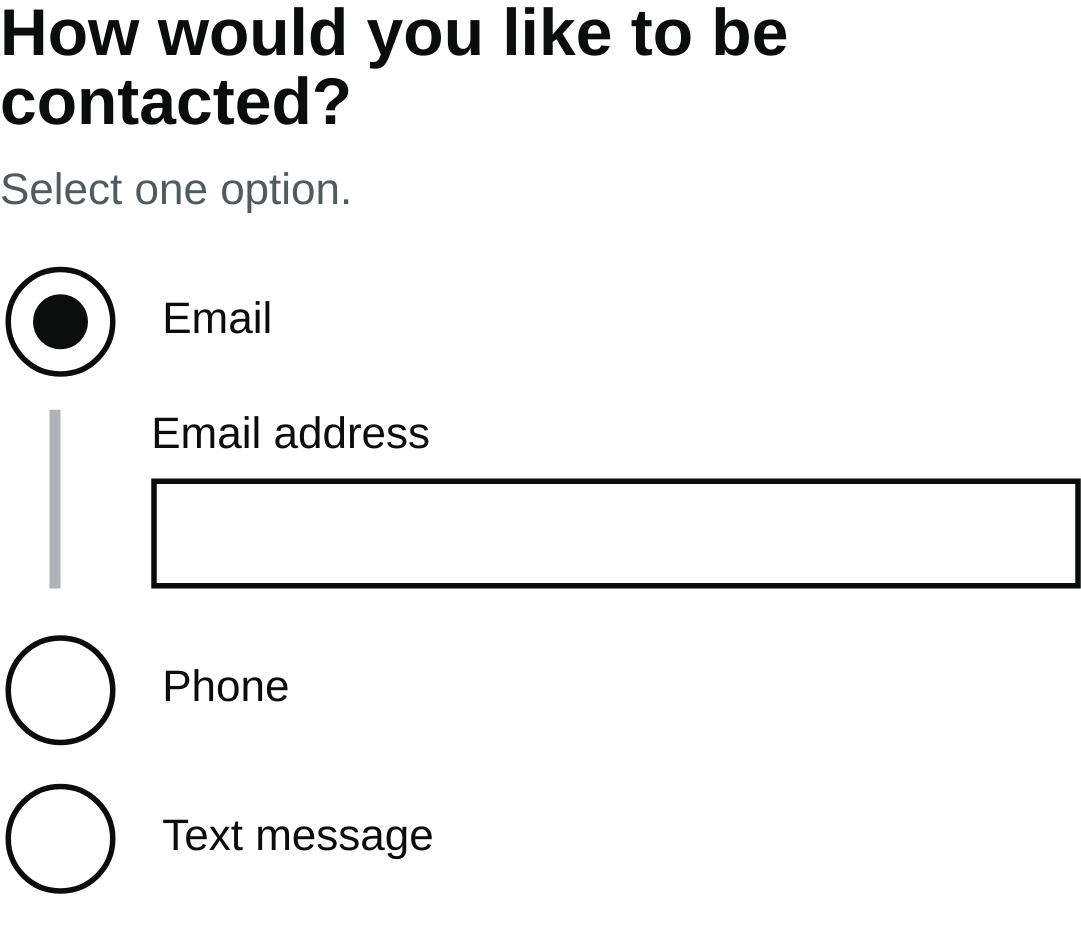 How would you like to be
contacted?
Select one option.
Email
Email address
Phone
Text message